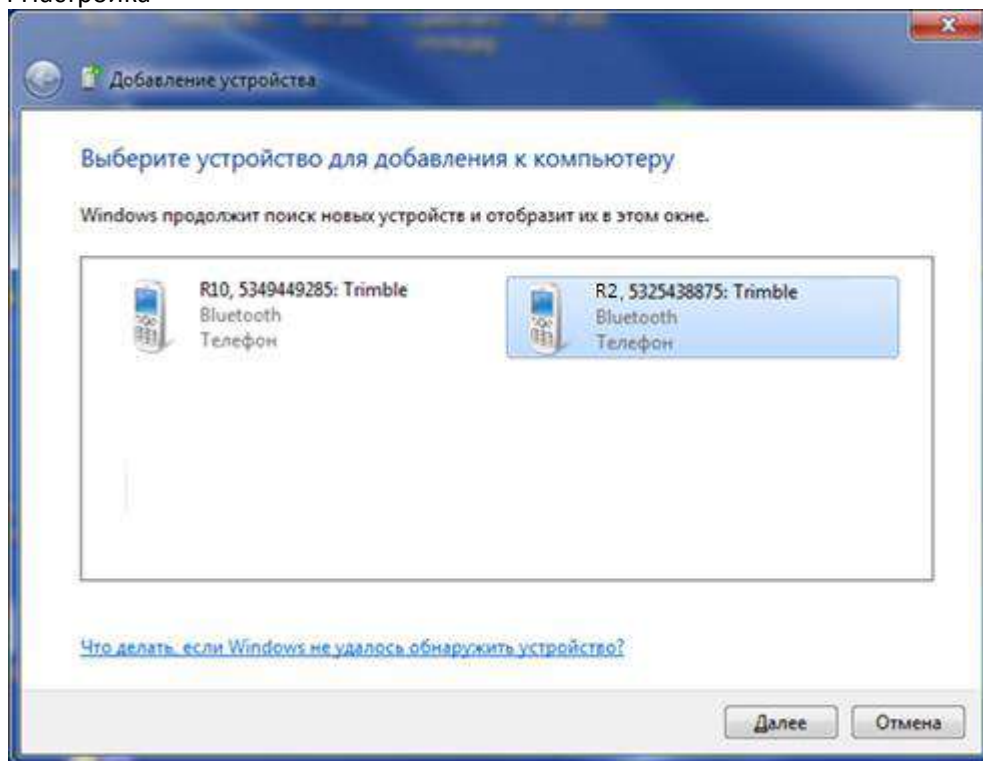 Настройка
Добавление устройства
Выберите устройство для добавления к компьютеру
Windows продолжит поиск новых устройств и отобразит их в этом окне.
R10, 5349449285: Trimble
Bluetooth
Телефон
R2, 5325438875: Trimble
Bluetooth
Телефон
Что делать, если Windows не удалось обнаружить устройство?
Далее
Отмена